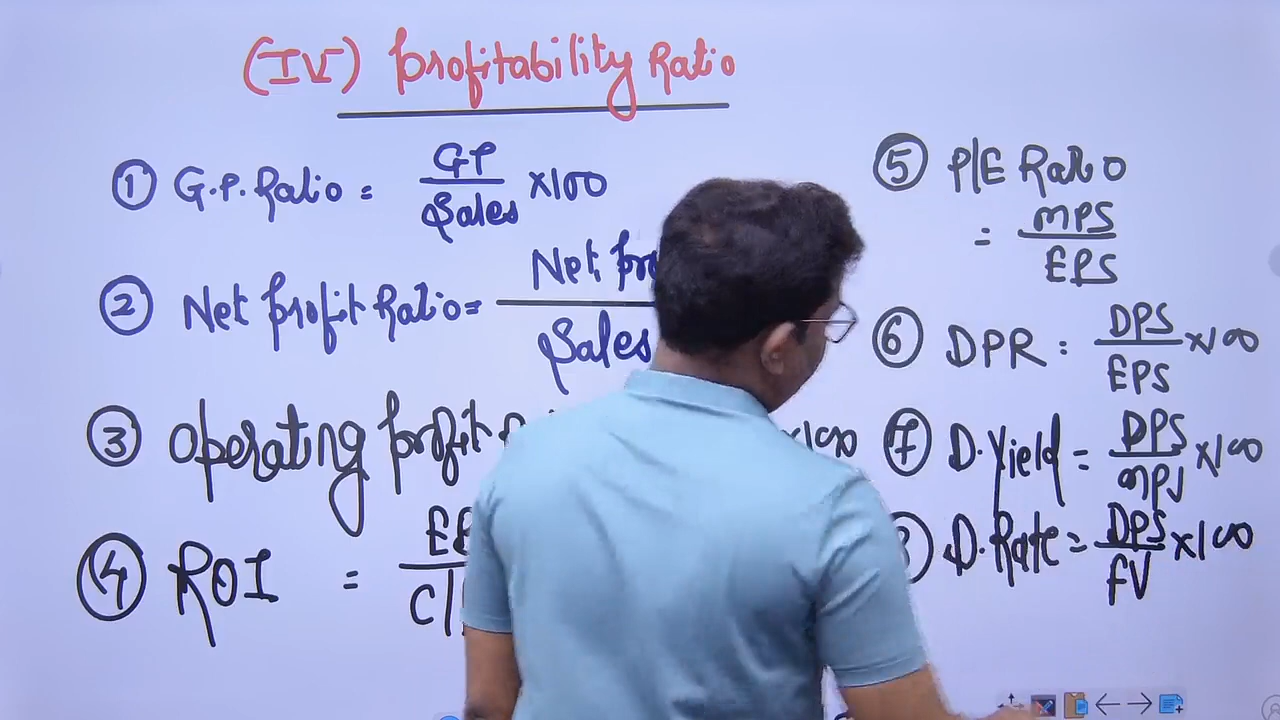 (IV) Profitability Ratio
① G.P. Ratio = GP / Sales ×100
② Net Profit Ratio = Net / Sales
③ Operating Profit ×100
④ ROI =
⑤ P/E Ratio
= MPS / EPS
⑥ DPR : DPS / EPS ×100
⑦ D. Yield = DPS / MPS ×100
D. Rate = DPS / FV ×100